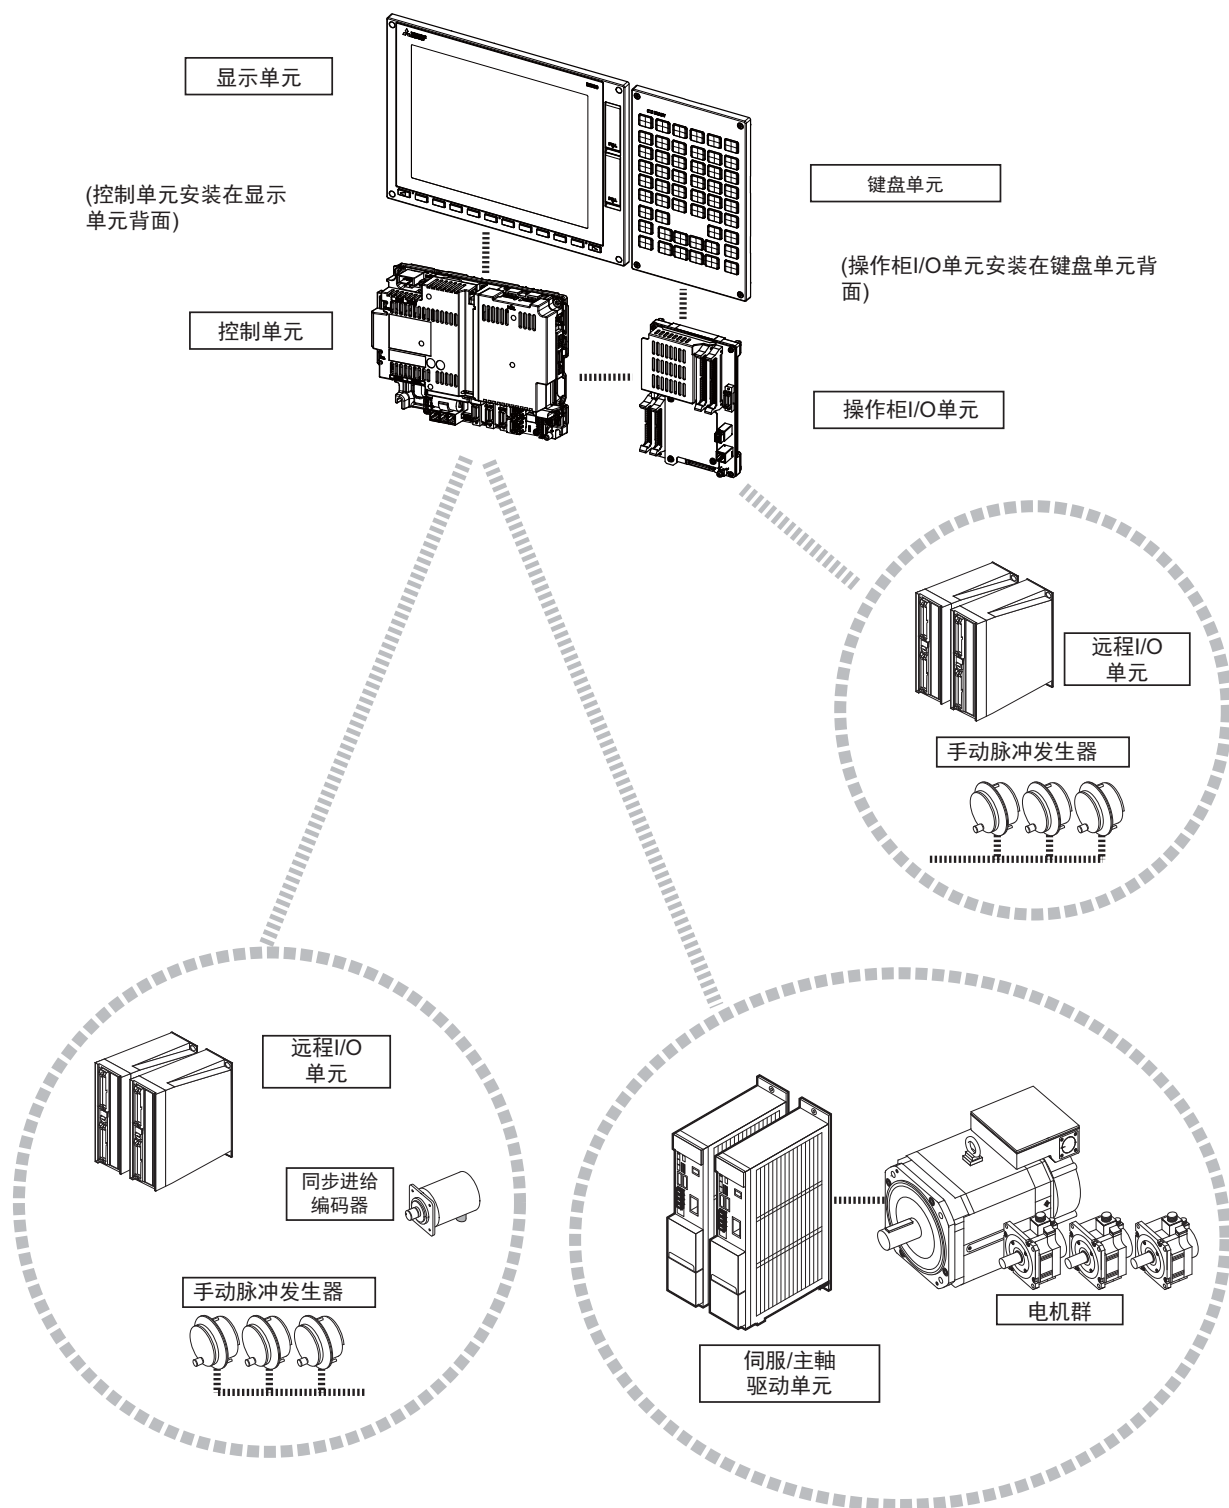 显示单元
键盘单元
(控制单元安装在显示
单元背面)
(操作柜I/O单元安装在键盘单元背
面)
控制单元
操作柜I/O单元
远程I/O
单元
手动脉冲发生器
远程I/O
单元
同步进给
编码器
手动脉冲发生器
电机群
伺服/主軸
驱动单元